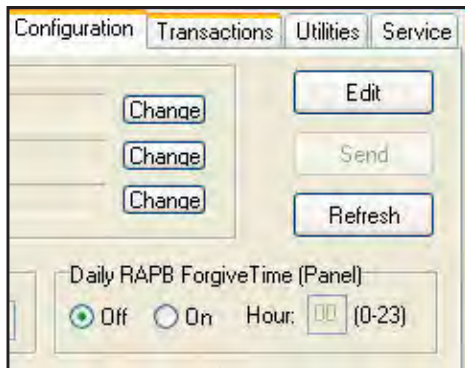 Configuration Transactions Utilities Service
Change Edit
Change Send
Change Refresh
Daily RAPB ForgiveTime (Panel)
Off On Hour: 00 (0-23)